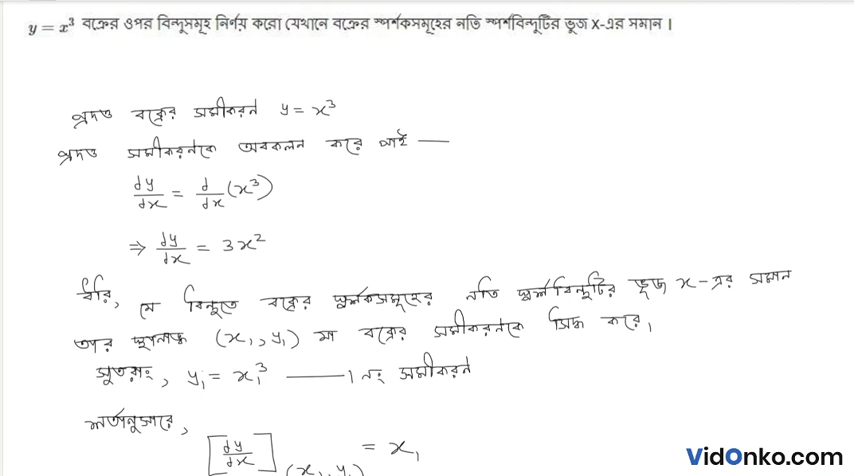 y = x³ বক্রের ওপর বিন্দুসমূহ নির্ণয় করো যেখানে বক্রের স্পর্শকসমূহের নতি স্পর্শবিন্দুটির ভুজ x-এর সমান ।
প্রদত্ত বক্রের সমীকরণ y = x³
প্রদত্ত সমীকরণকে অবকলন করে পাই —
dy/dx = d/dx (x³)
⇒ dy/dx = 3x²
ধরি, যে বিন্দুতে বক্রের স্পর্শকসমূহের নতি স্পর্শবিন্দুটির ভুজ x-এর সমান
তার স্থানাঙ্ক (x₁, y₁) যা বক্রের সমীকরণকে সিদ্ধ করে,
সুতরাং, y₁ = x₁³ —— 1 নং সমীকরণ
শর্তানুসারে,
[dy/dx] (x₁, y₁) = x₁
VidOnko.com